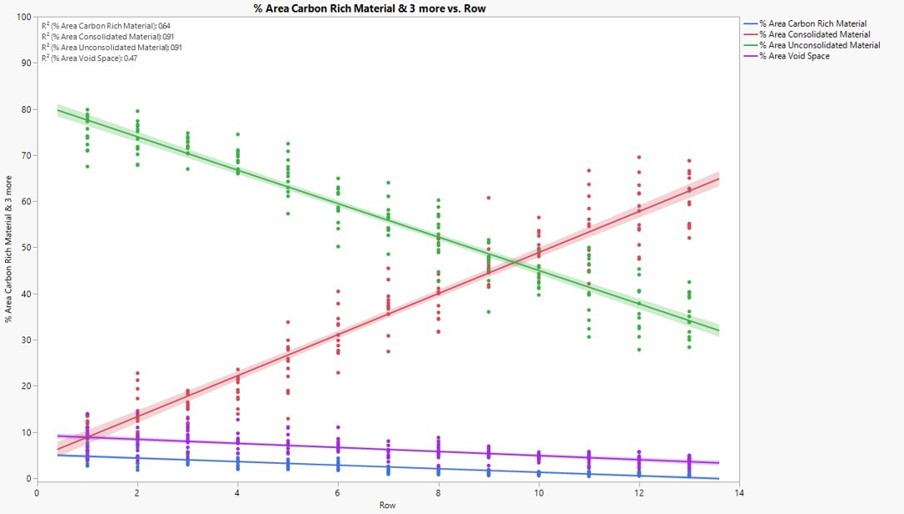 % Area Carbon Rich Material & 3 more vs. Row
R² (% Area Carbon Rich Material): 0.64
R² (% Area Consolidated Material): 0.91
R² (% Area Unconsolidated Material): 0.91
R² (% Area Void Space): 0.47
% Area Carbon Rich Material
% Area Consolidated Material
% Area Unconsolidated Material
% Area Void Space
% Area Carbon Rich Material & 3 more
100
90
80
70
60
50
40
30
20
10
0
0 2 4 6 8 10 12 14
Row